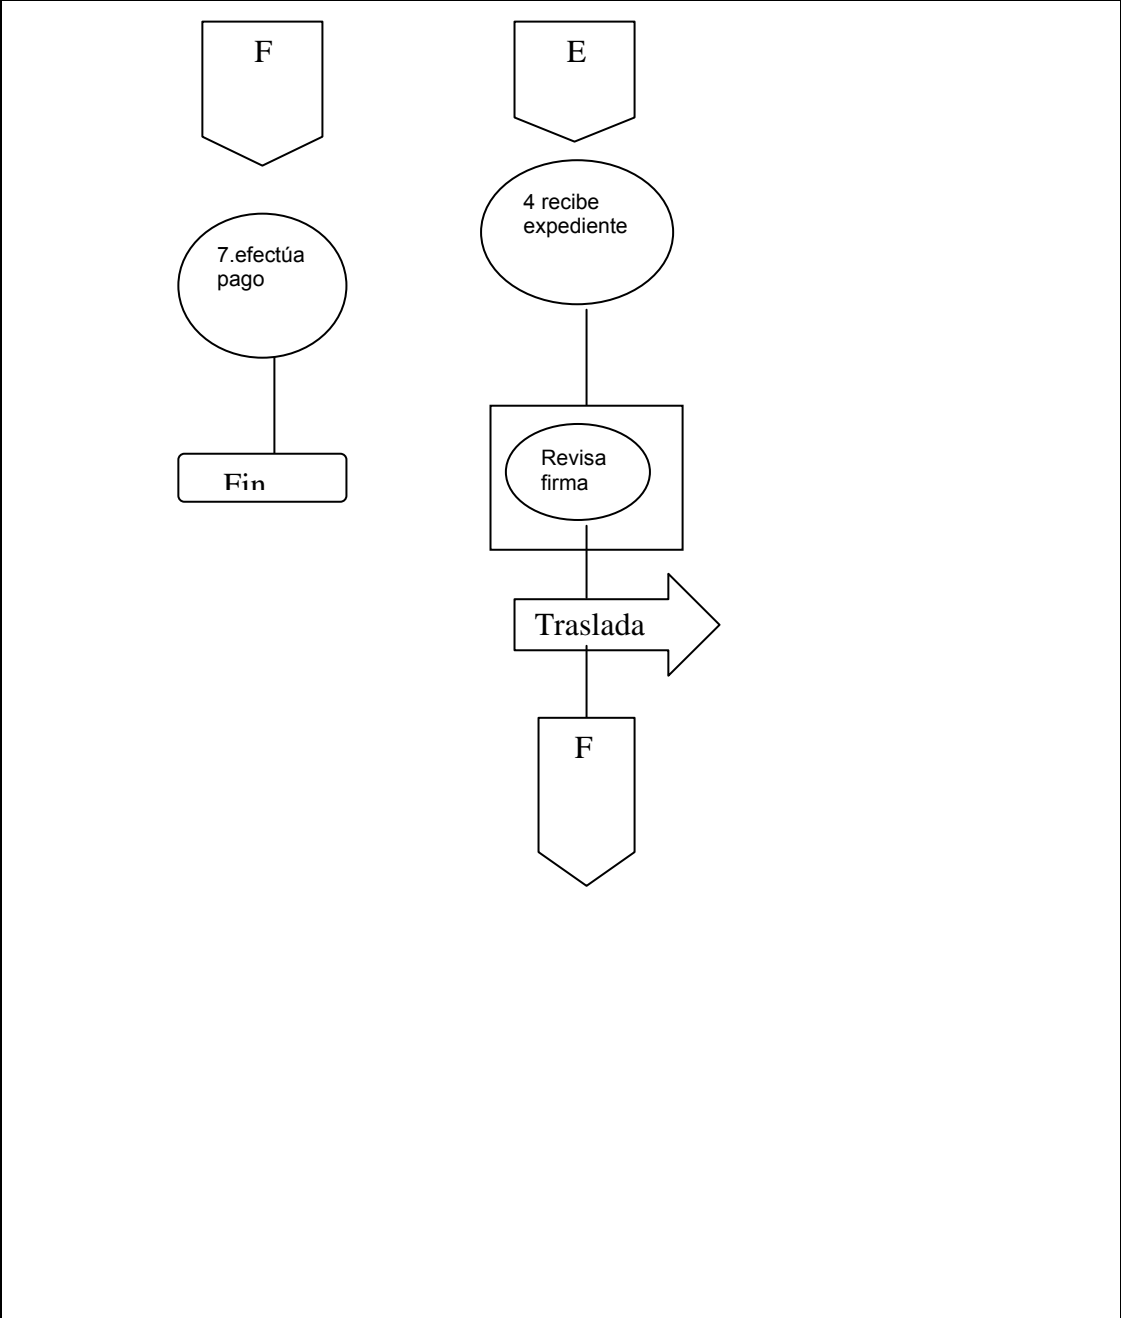 F
7.efectúa
pago
Fin
E
4 recibe
expediente
Revisa
firma
Traslada
F